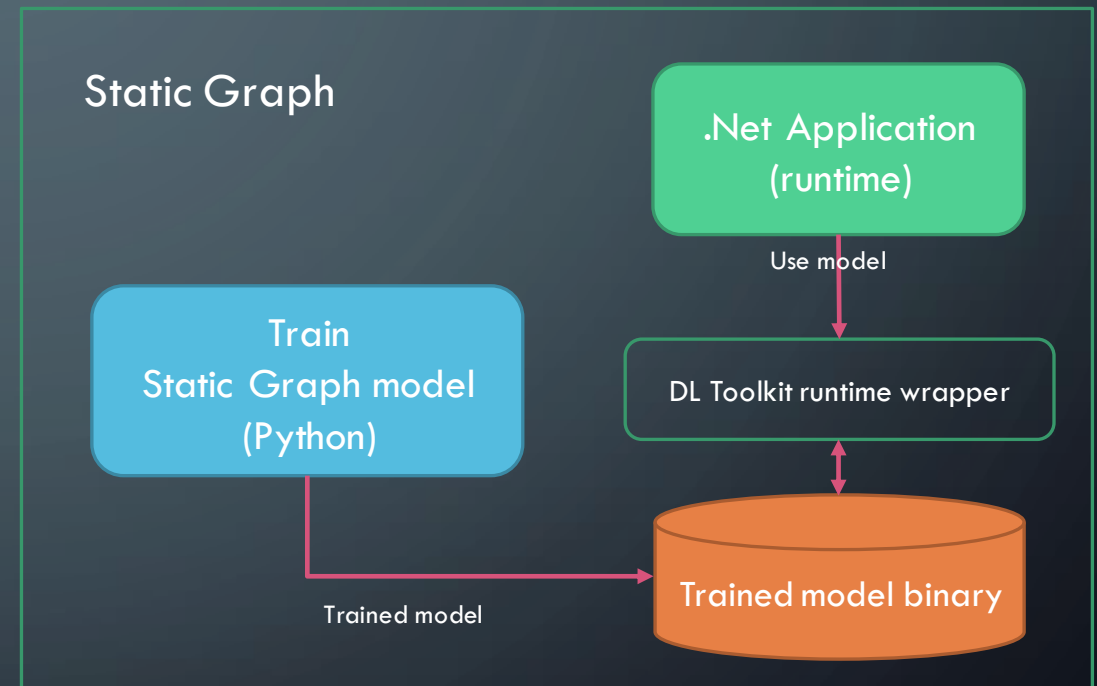 Static Graph
.Net Application
(runtime)
Use model
Train
Static Graph model
(Python)
DL Toolkit runtime wrapper
Trained model binary
Trained model